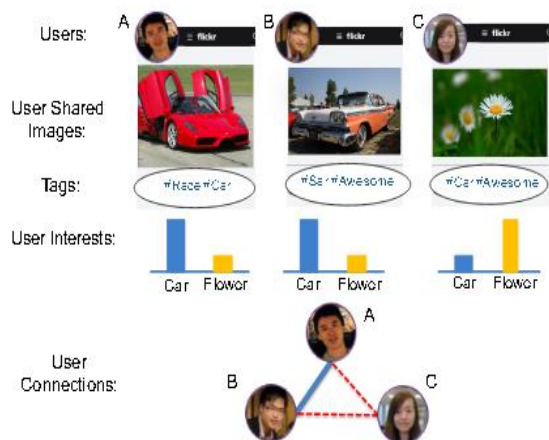 Users: A B C
flickr flickr flickr
User Shared Images:
Tags: #Race#Car #Sar#Awesome #Car#Awesome
User Interests:
Car Flower Car Flower Car Flower
A
User Connections:
B C